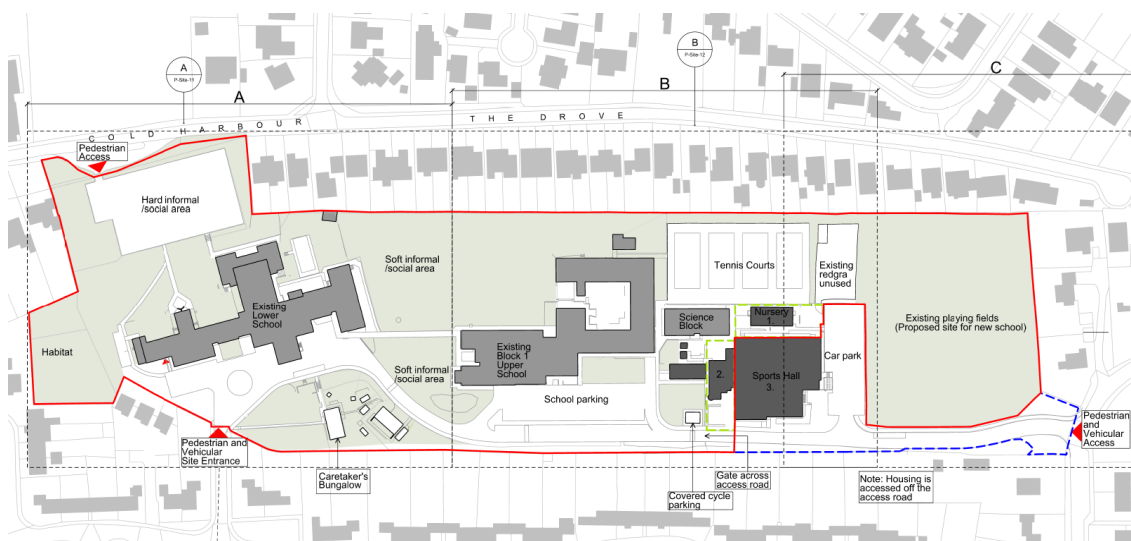 A
P-Site-11
B
P-Site-12
C
A
B
COLD HARBOUR
THE DROVE
Pedestrian
Access
Hard informal
/social area
Soft informal
/social area
Tennis Courts
Existing
redgra
unused
Existing
Lower
School
Science
Block
Nursery
1.
Existing playing fields
(Proposed site for new school)
Habitat
Existing
Block 1
Upper
School
Car park
2.
Sports Hall
3.
Soft informal
/social area
School parking
Pedestrian and
Vehicular
Site Entrance
Pedestrian
and
Vehicular
Access
Caretaker's
Bungalow
Covered cycle
parking
Gate across
access road
Note: Housing is
accessed off the
access road